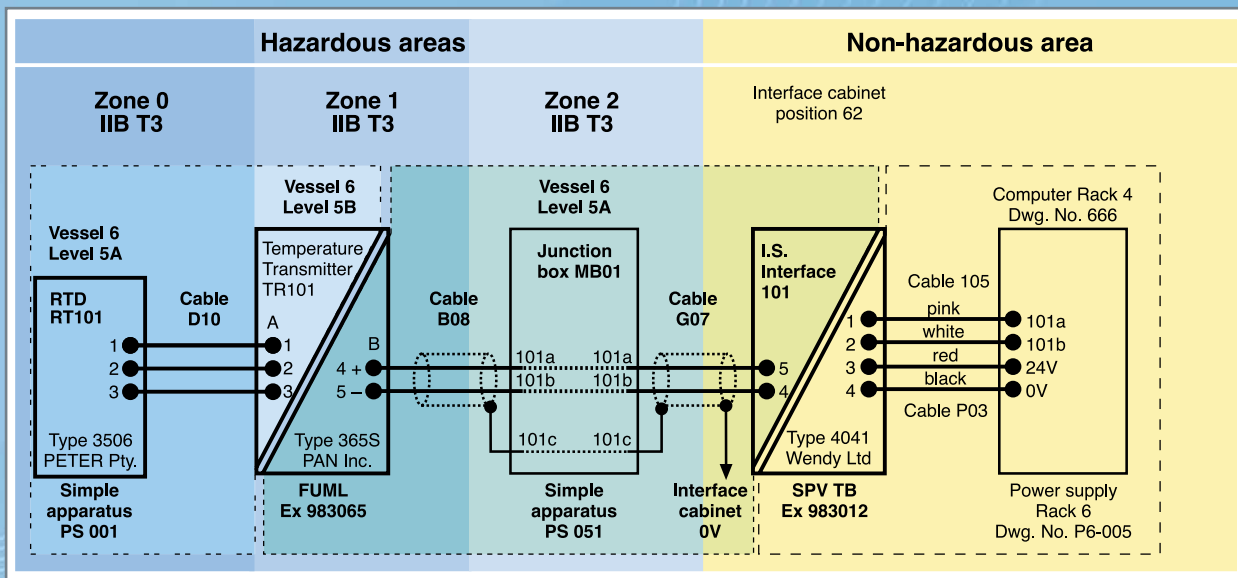 Hazardous areas
Non-hazardous area
Zone 0
IIB T3
Zone 1
IIB T3
Zone 2
IIB T3
Interface cabinet
position 62
Vessel 6
Level 5A
RTD
RT101
1
2
3
Type 3506
PETER Pty.
Simple
apparatus
PS 001
Cable
D10
Vessel 6
Level 5B
Temperature
Transmitter
TR101
A
1
2
3
B
4 +
5 –
Type 365S
PAN Inc.
FUML
Ex 983065
Cable
B08
Vessel 6
Level 5A
Junction
box MB01
101a 101a
101b 101b
101c 101c
Simple
apparatus
PS 051
Cable
G07
Interface
cabinet
0V
I.S.
Interface
101
5
4
1
2
3
4
Type 4041
Wendy Ltd
SPV TB
Ex 983012
Cable 105
pink
white
red
black
Cable P03
Computer Rack 4
Dwg. No. 666
101a
101b
24V
0V
Power supply
Rack 6
Dwg. No. P6-005